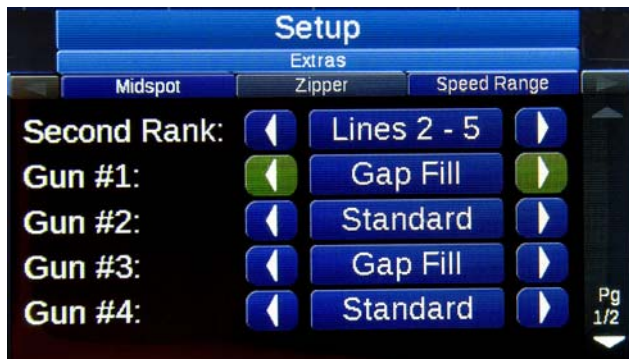 Setup
Extras
Midspot Zipper Speed Range
Second Rank: Lines 2 - 5
Gun #1: Gap Fill
Gun #2: Standard
Gun #3: Gap Fill
Gun #4: Standard
Pg
1/2